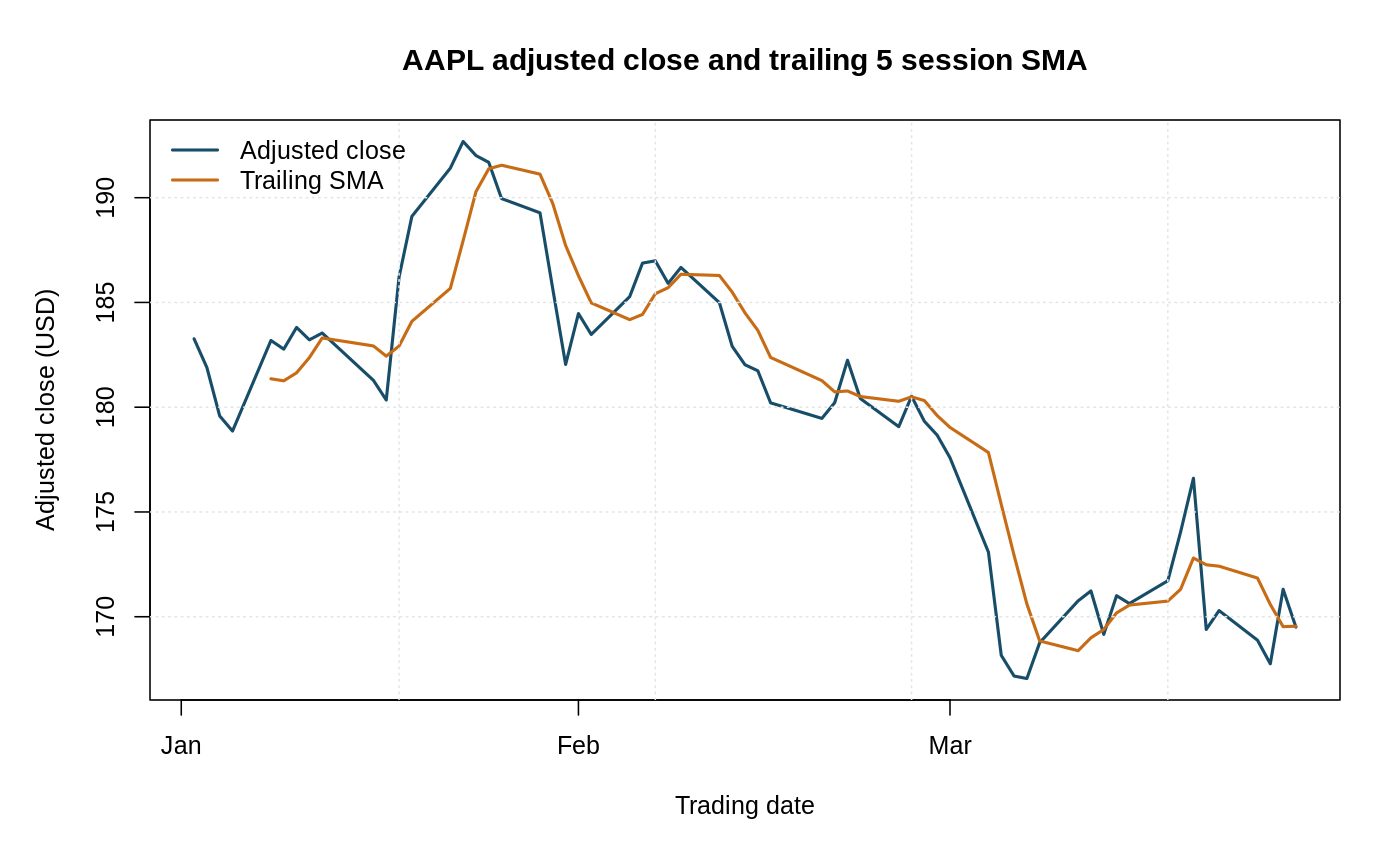 AAPL adjusted close and trailing 5 session SMA
Adjusted close
Trailing SMA
190
185
180
175
170
Adjusted close (USD)
Jan
Feb
Mar
Trading date